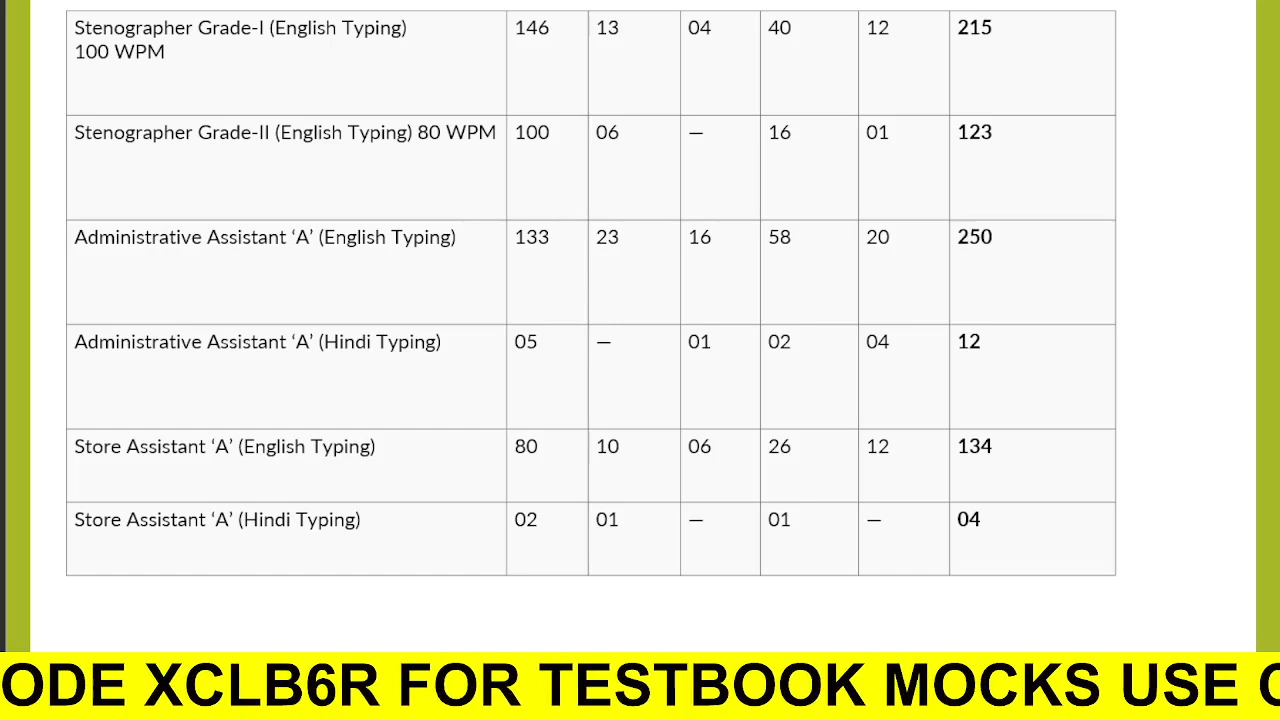 Stenographer Grade-I (English Typing) 146 13 04 40 12 215
100 WPM
Stenographer Grade-II (English Typing) 80 WPM 100 06 — 16 01 123
Administrative Assistant ‘A’ (English Typing) 133 23 16 58 20 250
Administrative Assistant ‘A’ (Hindi Typing) 05 — 01 02 04 12
Store Assistant ‘A’ (English Typing) 80 10 06 26 12 134
Store Assistant ‘A’ (Hindi Typing) 02 01 — 01 — 04
ODE XCLB6R FOR TESTBOOK MOCKS USE C